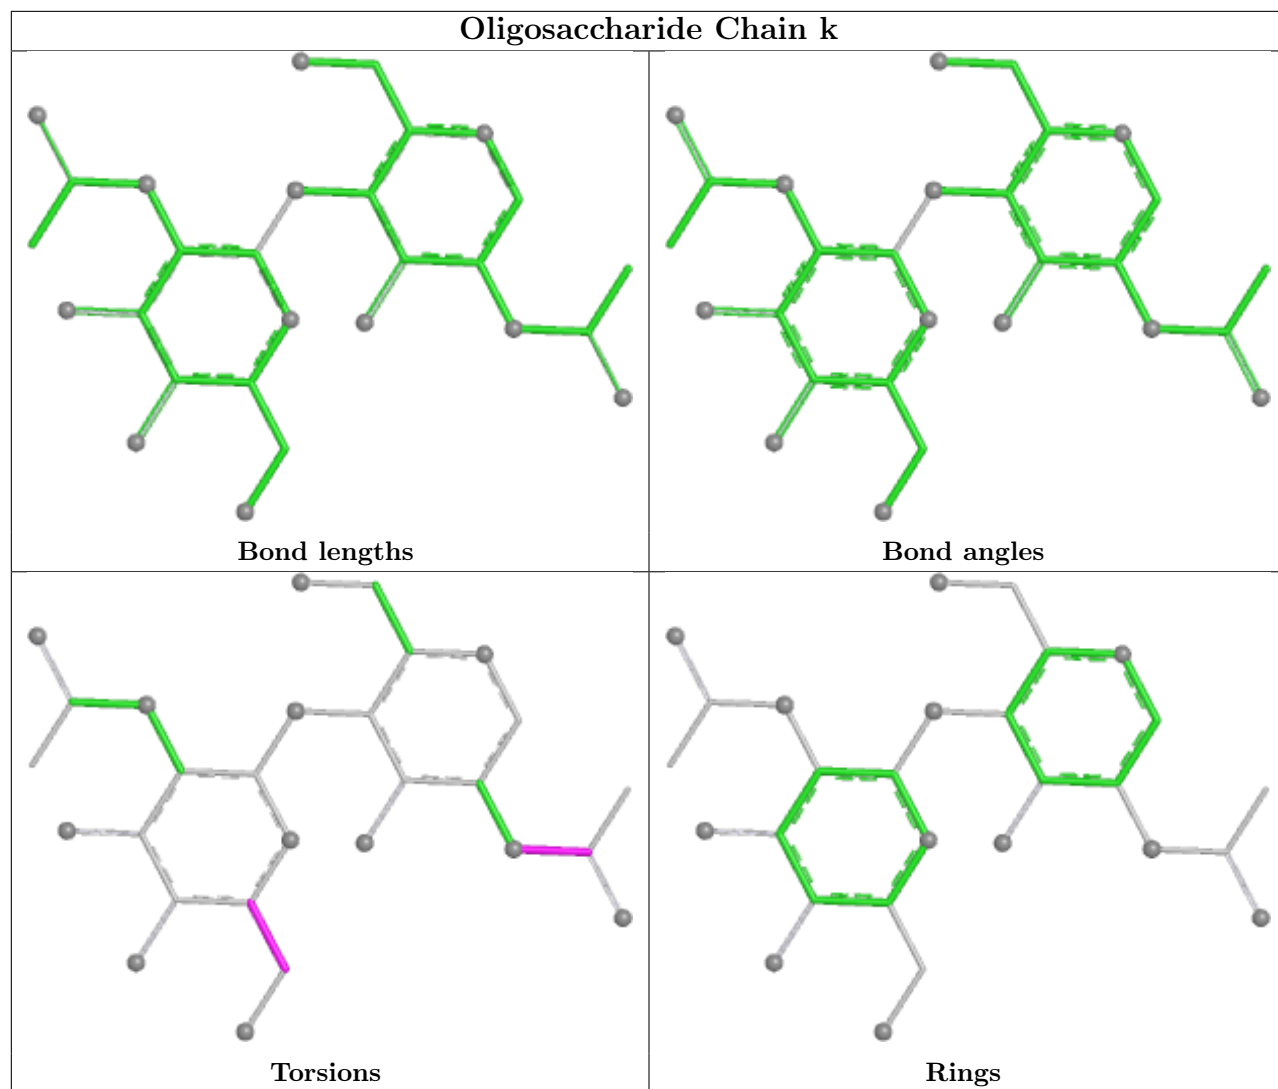 Oligosaccharide Chain k
Bond lengths
Bond angles
Torsions
Rings